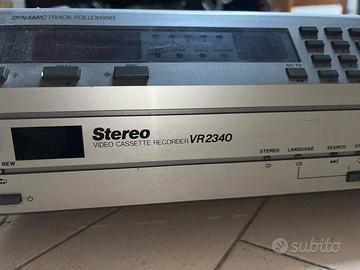 DYNAMIC TRACK FOLLOWING
GO TO
Stereo
VIDEO CASSETTE RECORDER VR2340
REW.
STEREO
LANGUAGE
SEARCH
subito